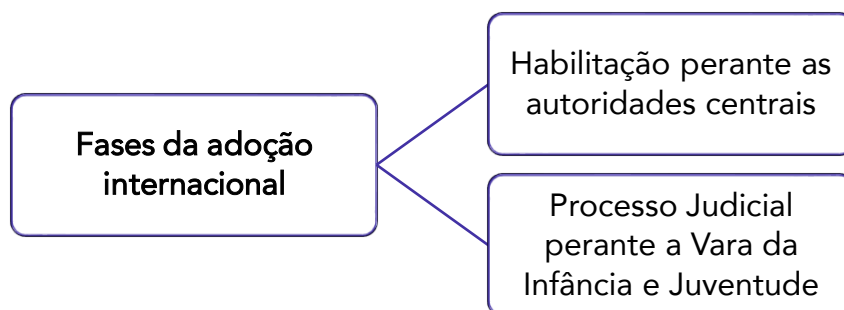 Fases da adoção
internacional
Habilitação perante as
autoridades centrais
Processo Judicial
perante a Vara da
Infância e Juventude